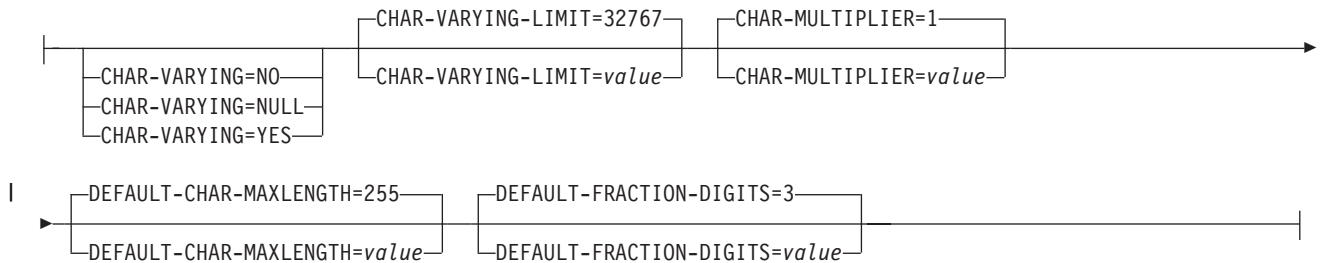 CHAR-VARYING-LIMIT=32767 CHAR-MULTIPLIER=1
CHAR-VARYING=NO CHAR-VARYING-LIMIT=value CHAR-MULTIPLIER=value
CHAR-VARYING=NULL
CHAR-VARYING=YES
| DEFAULT-CHAR-MAXLENGTH=255 DEFAULT-FRACTION-DIGITS=3
DEFAULT-CHAR-MAXLENGTH=value DEFAULT-FRACTION-DIGITS=value